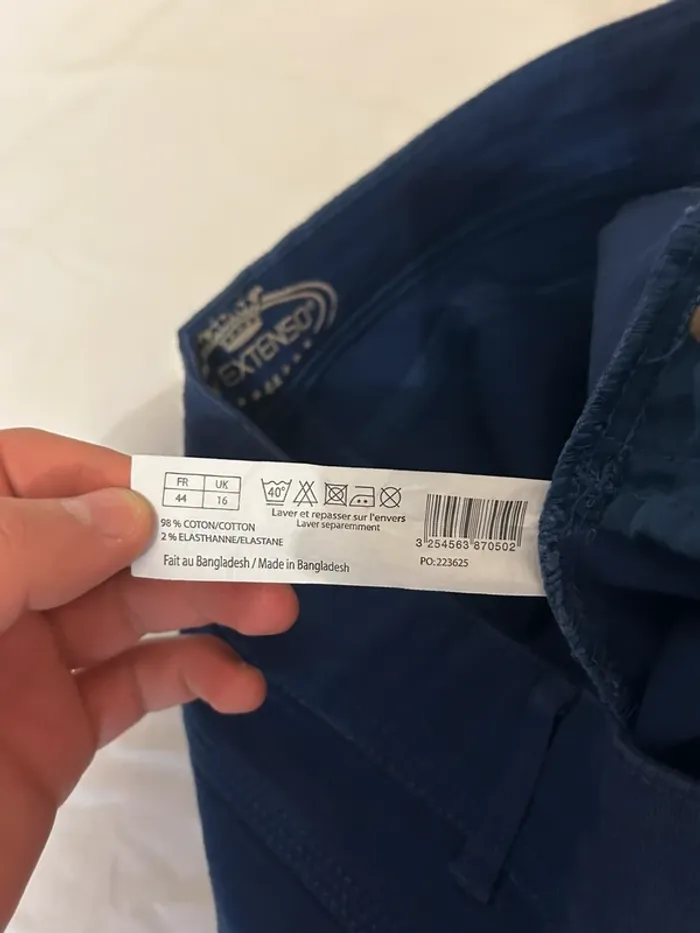 EXTENSO
FR UK
44 16
40°
Laver et repasser sur l'envers
Laver separemment
98 % COTON/COTTON
2 % ELASTHANNE/ELASTANE
Fait au Bangladesh / Made in Bangladesh
3 254563 870502
PO: 223625